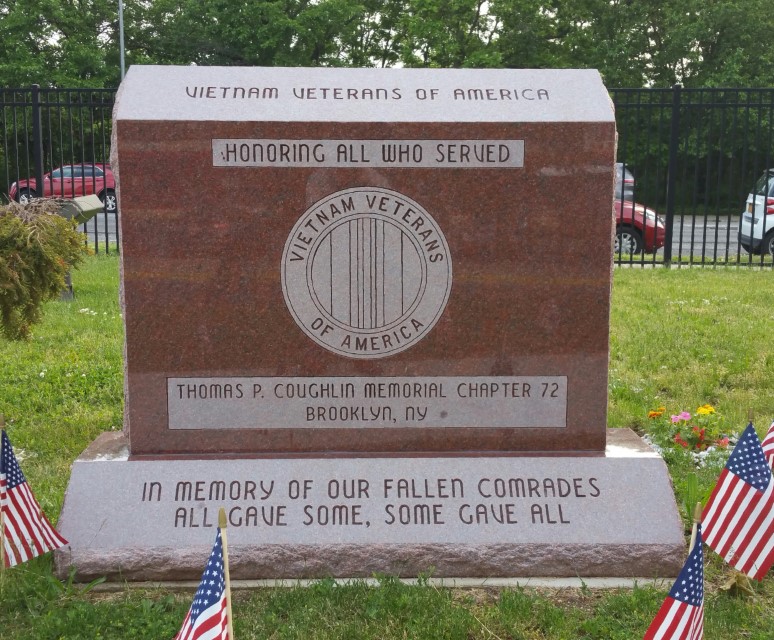 VIETNAM VETERANS OF AMERICA
HONORING ALL WHO SERVED
VIETNAM VETERANS
OF AMERICA
THOMAS P. COUGHLIN MEMORIAL CHAPTER 72
BROOKLYN, NY
IN MEMORY OF OUR FALLEN COMRADES
ALL GAVE SOME, SOME GAVE ALL